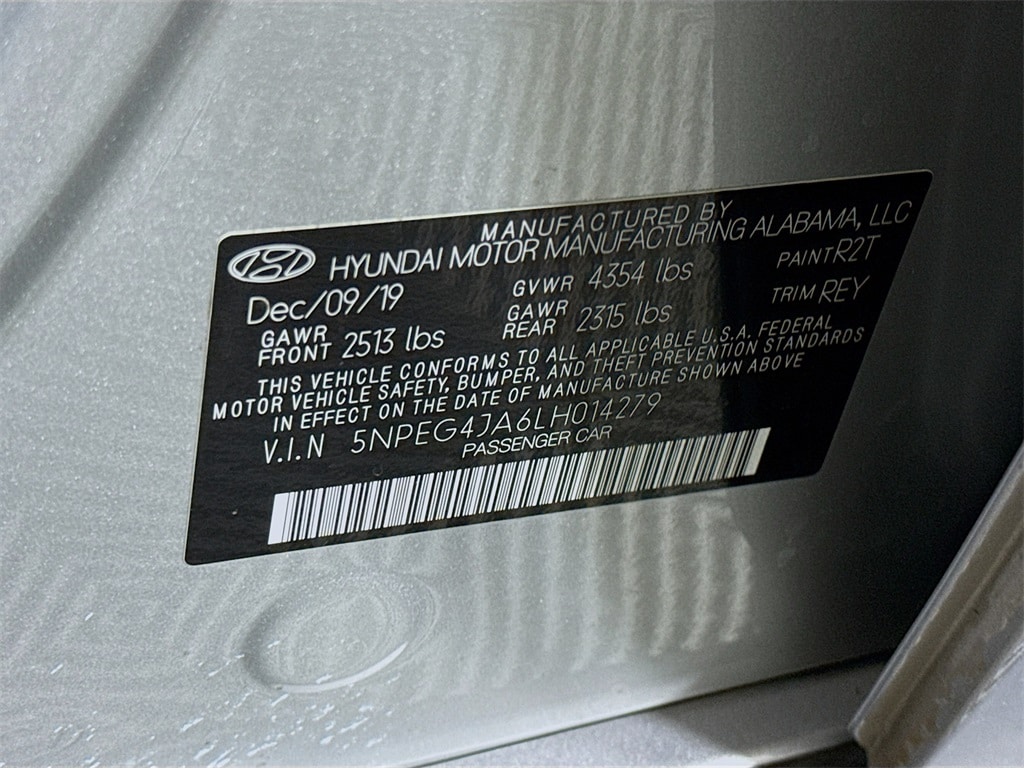 MANUFACTURED BY
HYUNDAI MOTOR MANUFACTURING ALABAMA, LLC
Dec/09/19 GVWR 4354 lbs PAINT R2T
GAWR FRONT 2513 lbs GAWR REAR 2315 lbs TRIM REY
THIS VEHICLE CONFORMS TO ALL APPLICABLE U.S.A. FEDERAL
MOTOR VEHICLE SAFETY, BUMPER, AND THEFT PREVENTION STANDARDS
IN EFFECT ON THE DATE OF MANUFACTURE SHOWN ABOVE
V.I.N 5NPEG4JA6LH014279
PASSENGER CAR